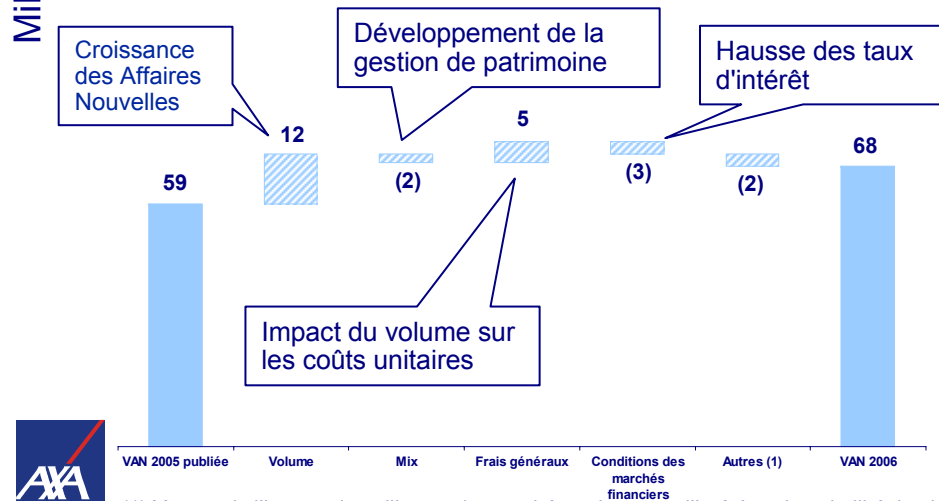 Croissance
des Affaires
Nouvelles
Développement de la
gestion de patrimoine
Hausse des taux
d'intérêt
59
12
(2)
5
(3)
(2)
68
Impact du volume sur
les coûts unitaires
VAN 2005 publiée
Volume
Mix
Frais généraux
Conditions des
marchés
financiers
Autres (1)
VAN 2006
AXA